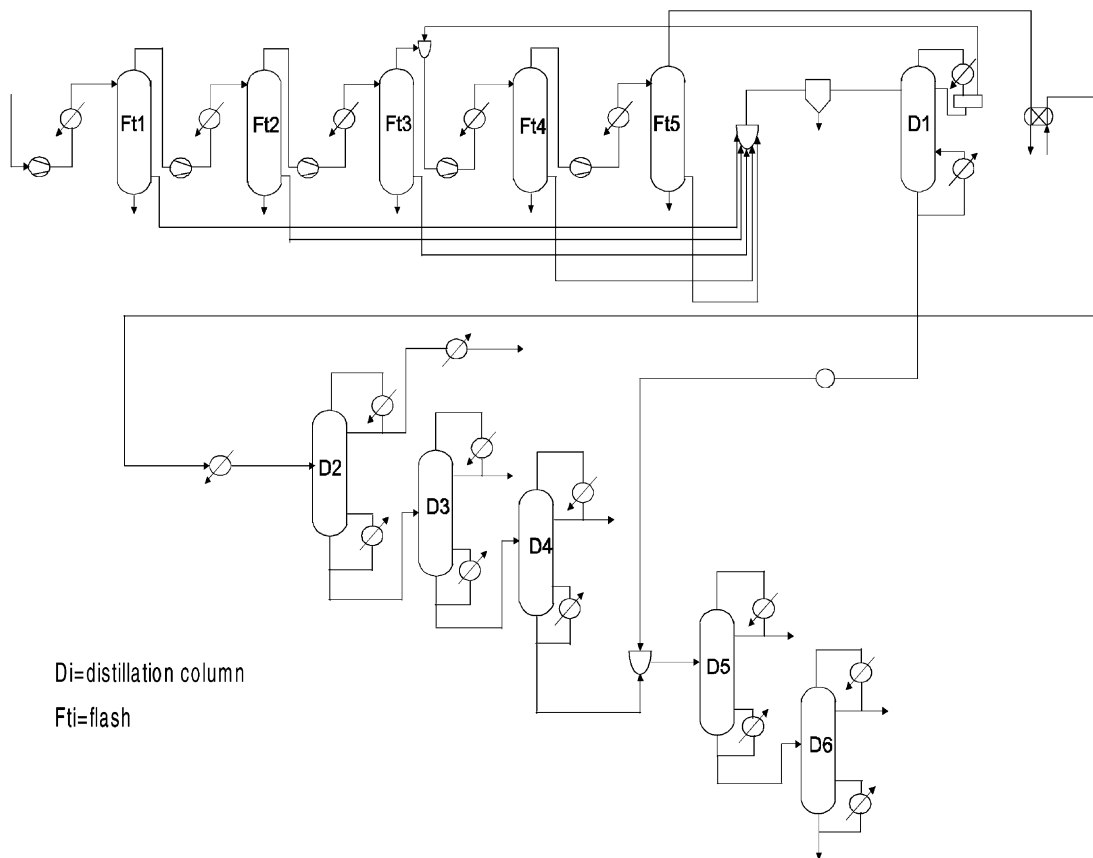 Ft1
Ft2
Ft3
Ft4
Ft5
D1
D2
D3
D4
D5
D6
Di=distillation column
Fti=flash